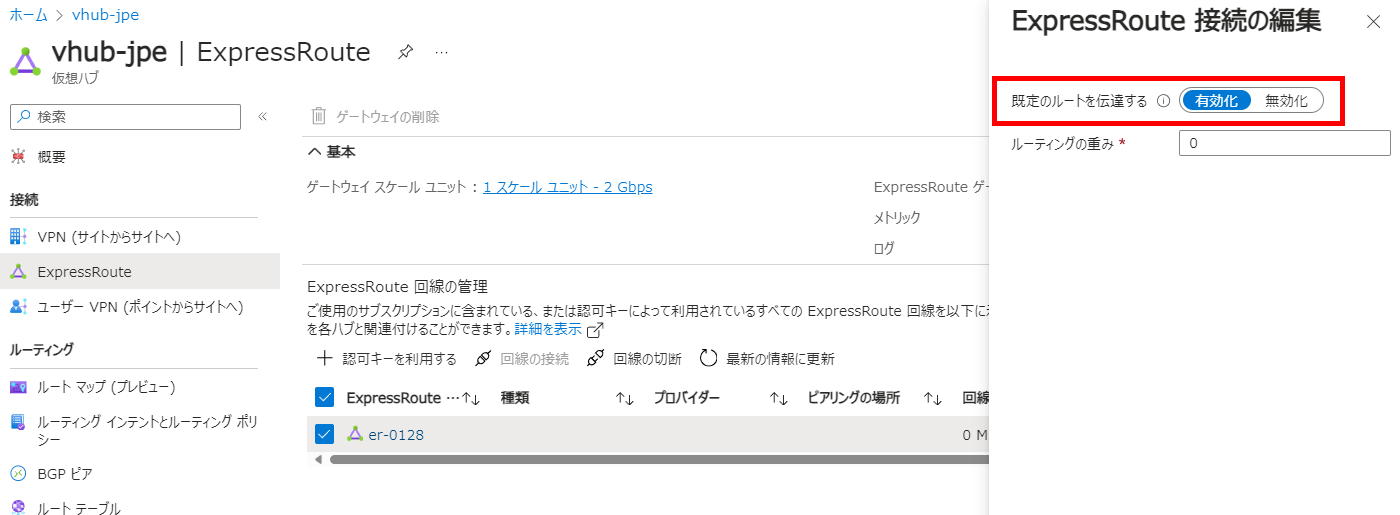 ホーム > vhub-jpe
vhub-jpe | ExpressRoute ...
仮想ハブ
検索 «
概要
接続
VPN (サイトからサイトへ)
ExpressRoute
ユーザー VPN (ポイントからサイトへ)
ルーティング
ルート マップ (プレビュー)
ルーティング インテントとルーティング ポリ
シー
BGP ピア
ルート テーブル
ゲートウェイの削除
基本
ゲートウェイ スケール ユニット : 1 スケール ユニット - 2 Gbps
ExpressRoute ゲー
メトリック
ログ
ExpressRoute 回線の管理
ご使用のサブスクリプションに含まれている、または認可キーによって利用されているすべての ExpressRoute 回線を以下に
を各ハブと関連付けることができます。詳細を表示
認可キーを利用する 回線の接続 回線の切断 最新の情報に更新
ExpressRoute ... ↑↓ 種類 ↑↓ プロバイダー ↑↓ ピアリングの場所 ↑↓ 回線
er-0128 0 M
ExpressRoute 接続の編集
既定のルートを伝達する 有効化 無効化
ルーティングの重み * 0